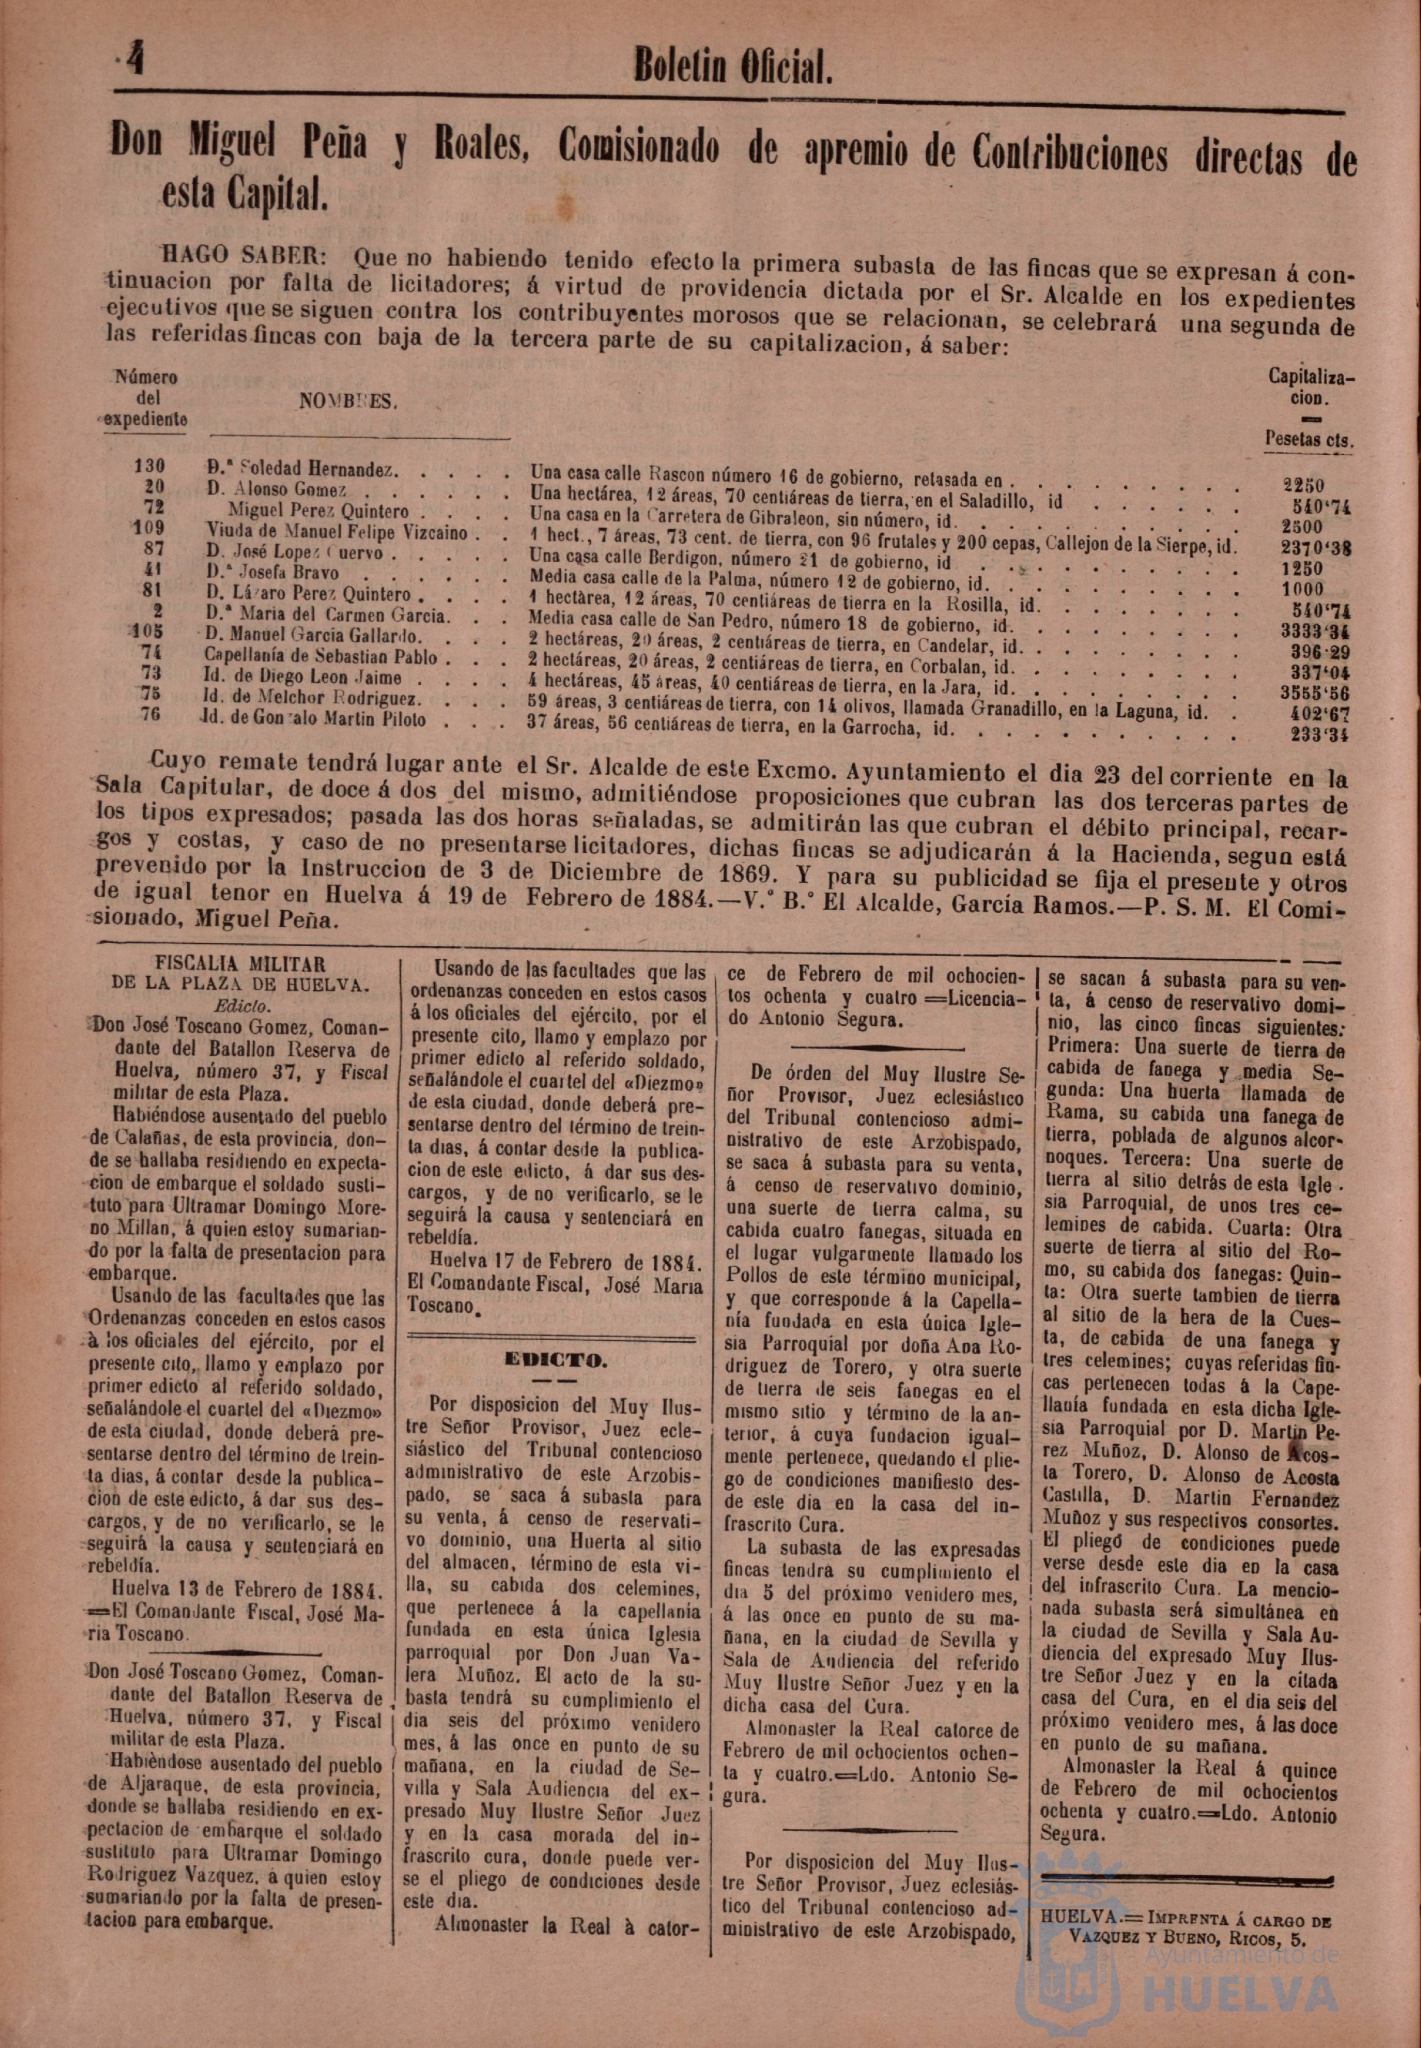 4
Boletin Oficial.
Don Miguel Peña y Roales, Comisionado de apremio de Contribuciones directas de
esta Capital.
HAGO SABER: Que no habiendo tenido efecto la primera subasta de las fincas que se expresan á con-
tinuacion por falta de licitadores; á virtud de providencia dictada por el Sr. Alcalde en los expedientes
ejecutivos que se siguen contra los contribuyentes morosos que se relacionan, se celebrará una segunda de
las referidas fincas con baja de la tercera parte de su capitalizacion, á saber:
Número
del
expediente
NOMBRES.
Capitaliza-
cion.
Pesetas cts.
130 D.ª Soledad Hernandez. . . . . Una casa calle Rascon número 16 de gobierno, retasada en . . . . . . . . 2250
20 D. Alonso Gomez . . . . . . Una hectárea, 12 áreas, 70 centiáreas de tierra, en el Saladillo, id . . . . . . 540‘74
72 Miguel Perez Quintero . . . . Una casa en la Carretera de Gibraleon, sin número, id. . . . . . . . . 2500
109 Viuda de Manuel Felipe Vizcaino . . 1 hect., 7 áreas, 73 cent. de tierra, con 96 frutales y 200 cepas, Callejon de la Sierpe, id. 2370‘38
87 D. José Lopez Cuervo . . . . . Una casa calle Berdigon, número 21 de gobierno, id . . . . . . . . . 1250
41 D.ª Josefa Bravo . . . . . . Media casa calle de la Palma, número 12 de gobierno, id. . . . . . . . 1000
81 D. Lázaro Perez Quintero . . . . 1 hectàrea, 12 áreas, 70 centiáreas de tierra en la Rosilla, id. . . . . . . 540‘74
2 D.ª Maria del Carmen Garcia. . . . Media casa calle de San Pedro, número 18 de gobierno, id. . . . . . . . 3333‘34
105 D. Manuel Garcia Gallardo. . . . . 2 hectáreas, 20 áreas, 2 centiáreas de tierra, en Candelar, id. . . . . . . . 396‘29
74 Capellanía de Sebastian Pablo . . . 2 hectáreas, 20 áreas, 2 centiáreas de tierra, en Corbalan, id. . . . . . . . 337‘04
73 Id. de Diego Leon Jaime . . . . 4 hectáreas, 45 áreas, 40 centiáreas de tierra, en la Jara, id. . . . . . . . 3555‘56
75 Id. de Melchor Rodriguez. . . . . 59 áreas, 3 centiáreas de tierra, con 14 olivos, llamada Granadillo, en la Laguna, id. . 402‘67
76 Id. de Gonzalo Martin Piloto . . . 37 áreas, 56 centiáreas de tierra, en la Garrocha, id. . . . . . . . . . 233‘34
Cuyo remate tendrá lugar ante el Sr. Alcalde de este Excmo. Ayuntamiento el dia 23 del corriente en la
Sala Capitular, de doce á dos del mismo, admitiéndose proposiciones que cubran las dos terceras partes de
los tipos expresados; pasada las dos horas señaladas, se admitirán las que cubran el débito principal, recar-
gos y costas, y caso de no presentarse licitadores, dichas fincas se adjudicarán á la Hacienda, segun está
prevenido por la Instruccion de 3 de Diciembre de 1869. Y para su publicidad se fija el presente y otros
de igual tenor en Huelva á 19 de Febrero de 1884.—V.º B.º El Alcalde, García Ramos.—P. S. M. El Comi-
sionado, Miguel Peña.
FISCALIA MILITAR
DE LA PLAZA DE HUELVA.
Edicto.
Don José Toscano Gomez, Coman-
dante del Batallon Reserva de
Huelva, número 37, y Fiscal
militar de esta Plaza.
Habiéndose ausentado del pueblo
de Calañas, de esta provincia, don-
de se hallaba residiendo en expecta-
cion de embarque el soldado susti-
tuto para Ultramar Domingo More-
no Millan, á quien estoy sumarian-
do por la falta de presentacion para
embarque.
Usando de las facultades que las
Ordenanzas conceden en estos casos
à los oficiales del ejército, por el
presente cito, llamo y emplazo por
primer edicto al referido soldado,
señalándole el cuartel del «Diezmo»
de esta ciudad, donde deberá pre-
sentarse dentro del término de trein-
ta dias, á contar desde la publica-
cion de este edicto, á dar sus des-
cargos, y de no verificarlo, se le
seguirá la causa y sentenciará en
rebeldía.
Huelva 13 de Febrero de 1884.
=El Comandante Fiscal, José Ma-
ria Toscano.
Don José Toscano Gomez, Coman-
dante del Batallon Reserva de
Huelva, número 37, y Fiscal
militar de esta Plaza.
Habiéndose ausentado del pueblo
de Aljaraque, de esta provincia,
donde se hallaba residiendo en ex-
pectacion de embarque el soldado
sustituto para Ultramar Domingo
Rodriguez Vazquez, á quien estoy
sumariando por la falta de presen-
tacion para embarque.
Usando de las facultades que las
ordenanzas conceden en estos casos
á los oficiales del ejército, por el
presente cito, llamo y emplazo por
primer edicto al referido soldado,
señalándole el cuartel del «Diezmo»
de esta ciudad, donde deberá pre-
sentarse dentro del término de trein-
ta dias, á contar desde la publica-
cion de este edicto, á dar sus des-
cargos, y de no verificarlo, se le
seguirá la causa y sentenciará en
rebeldía.
Huelva 17 de Febrero de 1884.
El Comandante Fiscal, José Maria
Toscano.
EDICTO.
Por disposicion del Muy Ilus-
tre Señor Provisor, Juez ecle-
siástico del Tribunal contencioso
administrativo de este Arzobis-
pado, se saca á subasta para
su venta, á censo de reservati-
vo dominio, una Huerta al sitio
del almacen, término de esta vi-
lla, su cabida dos celemines,
que pertenece á la capellanía
fundada en esta única Iglesia
parroquial por Don Juan Va-
lera Muñoz. El acto de la su-
basta tendrá su cumplimiento el
dia seis del próximo venidero
mes, á las once en punto de su
mañana, en la ciudad de Se-
villa y Sala Audiencia del ex-
presado Muy Ilustre Señor Juez
y en la casa morada del in-
frascrito cura, donde puede ver-
se el pliego de condiciones desde
este dia.
Almonaster la Real à cator-
ce de Febrero de mil ochocien-
tos ochenta y cuatro =Licencia-
do Antonio Segura.
De órden del Muy Ilustre Se-
ñor Provisor, Juez eclesiástico
del Tribunal contencioso admi-
nistrativo de este Arzobispado,
se saca á subasta para su venta,
á censo de reservativo dominio,
una suerte de tierra calma, su
cabida cuatro fanegas, situada en
el lugar vulgarmente llamado los
Pollos de este término municipal,
y que corresponde á la Capella-
nía fundada en esta única Igle-
sia Parroquial por doña Ana Ro-
driguez de Torero, y otra suerte
de tierra de seis fanegas en el
mismo sitio y término de la an-
terior, á cuya fundacion igual-
mente pertenece, quedando el plie-
go de condiciones manifiesto des-
de este dia en la casa del in-
frascrito Cura.
La subasta de las expresadas
fincas tendrá su cumplimiento el
dia 5 del próximo venidero mes,
á las once en punto de su ma-
ñana, en la ciudad de Sevilla y
Sala de Audiencia del referido
Muy Ilustre Señor Juez y en la
dicha casa del Cura.
Almonaster la Real catorce de
Febrero de mil ochocientos ochen-
ta y cuatro.=Ldo. Antonio Se-
gura.
Por disposicion del Muy Ilus-
tre Señor Provisor, Juez eclesiás-
tico del Tribunal contencioso ad-
ministrativo de este Arzobispado,
se sacan á subasta para su ven-
ta, á censo de reservativo domi-
nio, las cinco fincas siguientes:
Primera: Una suerte de tierra de
cabida de fanega y media Se-
gunda: Una huerta llamada de
Rama, su cabida una fanega de
tierra, poblada de algunos alcor-
noques. Tercera: Una suerte de
tierra al sitio detrás de esta Igle-
sia Parroquial, de unos tres ce-
lemines de cabida. Cuarta: Otra
suerte de tierra al sitio del Ro-
mo, su cabida dos fanegas: Quin-
ta: Otra suerte tambien de tierra
al sitio de la hera de la Cues-
ta, de cabida de una fanega y
tres celemines; cuyas referidas fin-
cas pertenecen todas á la Cape-
llanía fundada en esta dicha Igle-
sia Parroquial por D. Martin Pe-
rez Muñoz, D. Alonso de Acos-
ta Torero, D. Alonso de Acosta
Castilla, D. Martin Fernandez
Muñoz y sus respectivos consortes.
El pliegó de condiciones puede
verse desde este dia en la casa
del infrascrito Cura. La mencio-
nada subasta será simultánea en
la ciudad de Sevilla y Sala Au-
diencia del expresado Muy Ilus-
tre Señor Juez y en la citada
casa del Cura, en el dia seis del
próximo venidero mes, á las doce
en punto de su mañana.
Almonaster la Real á quince
de Febrero de mil ochocientos
ochenta y cuatro.=Ldo. Antonio
Segura.
HUELVA.=IMPRENTA Á CARGO DE
VAZQUEZ Y BUENO, RICOS, 5.
Ayuntamiento de
HUELVA